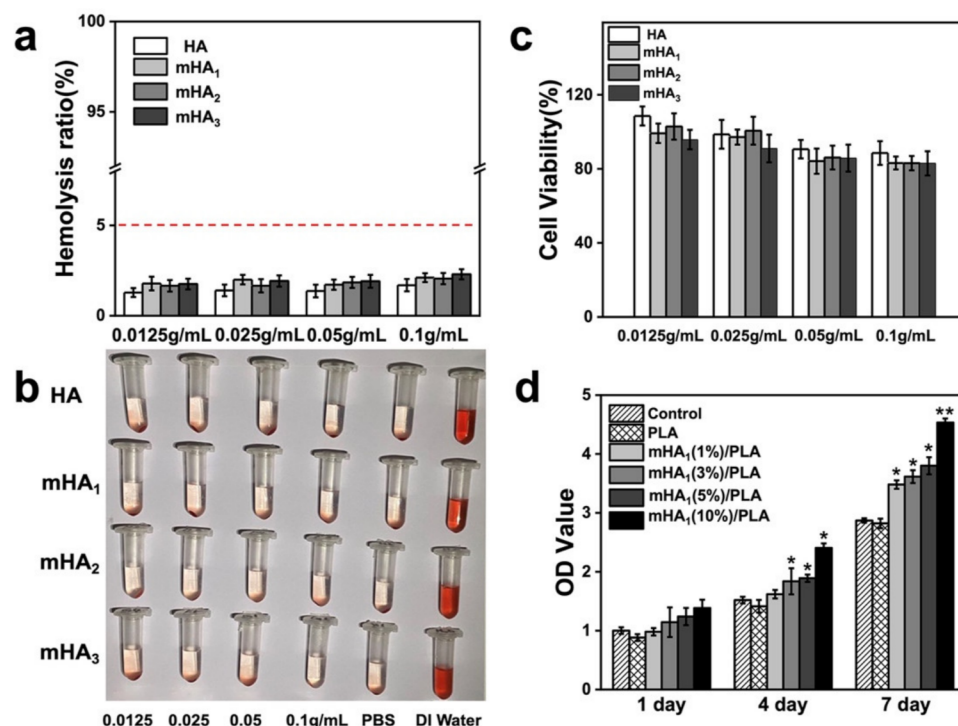 a
100
95
5
0
Hemolysis ratio(%)
HA
mHA₁
mHA₂
mHA₃
0.0125g/mL 0.025g/mL 0.05g/mL 0.1g/mL
b
HA
mHA₁
mHA₂
mHA₃
0.0125 0.025 0.05 0.1g/mL PBS DI Water
c
120
80
40
0
Cell Viability(%)
HA
mHA₁
mHA₂
mHA₃
0.0125g/mL 0.025g/mL 0.05g/mL 0.1g/mL
d
5
4
3
2
1
0
OD Value
Control
PLA
mHA₁(1%)/PLA
mHA₁(3%)/PLA
mHA₁(5%)/PLA
mHA₁(10%)/PLA
* * *
* * * **
1 day 4 day 7 day